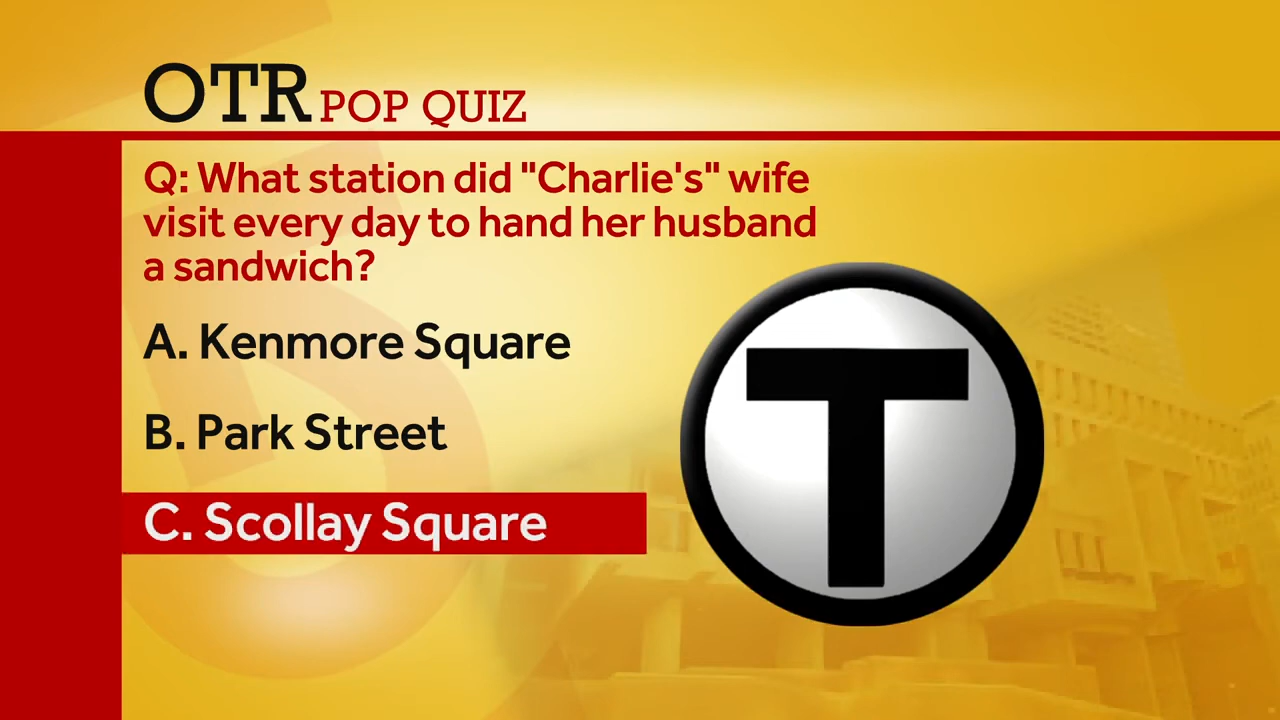 OTR POP QUIZ
Q: What station did "Charlie's" wife
visit every day to hand her husband
a sandwich?
A. Kenmore Square
B. Park Street
C. Scollay Square
T